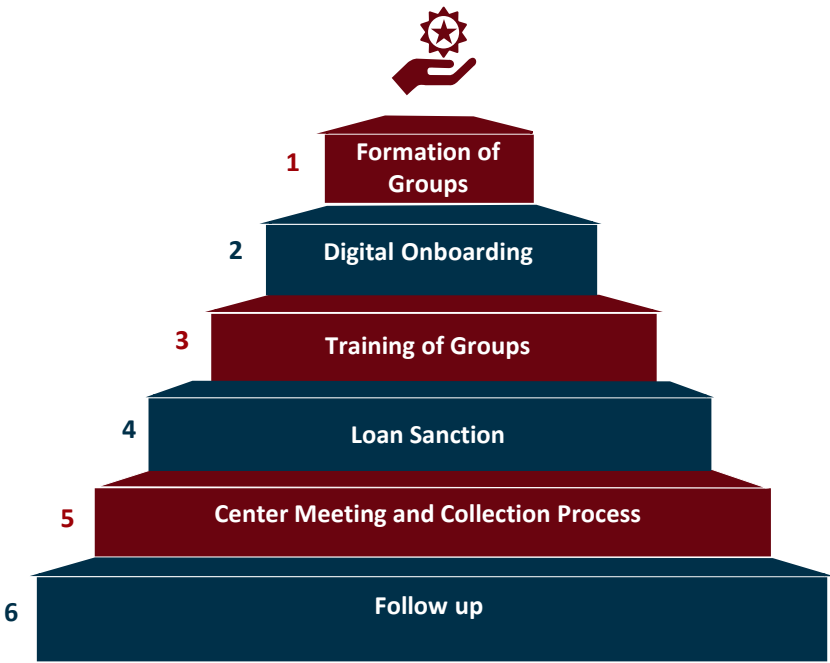 1
Formation of
Groups
2
Digital Onboarding
3
Training of Groups
4
Loan Sanction
5
Center Meeting and Collection Process
6
Follow up